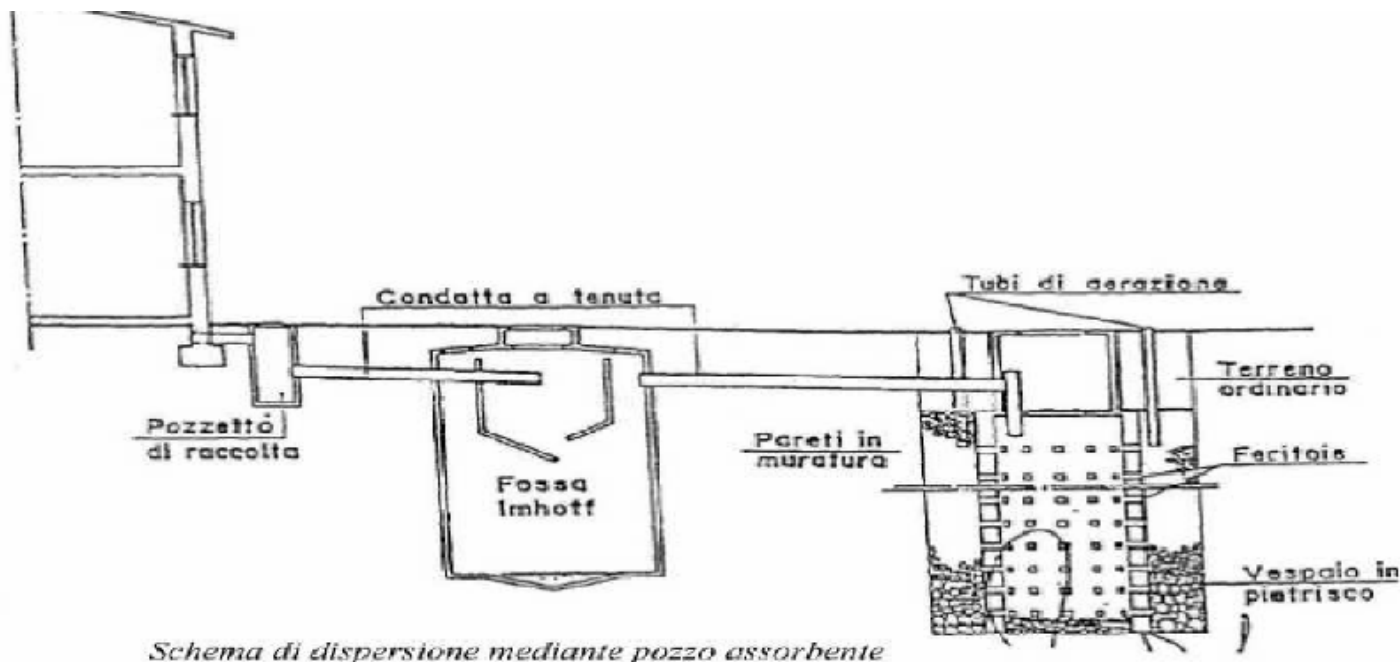 Condatta a tenuta
Tubi di aerazione
Terreno
ordinario
Pozzetto
di raccolta
Pareti in
muratura
Feritoie
Fossa
Imhoff
Vespaio in
pietrisco
Schema di dispersione mediante pozzo assorbente